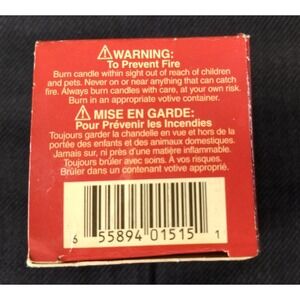 ⚠WARNING:
To Prevent Fire
Burn candle within sight out of reach of children
and pets. Never on or near anything that can catch
fire. Always burn candles with care, at your own risk.
Burn in an appropriate votive container.
⚠ MISE EN GARDE:
Pour Prévenir les Incendies
Toujours garder la chandelle en vue et hors de la
portée des enfants et des animaux domestiques.
Jamais sur, ni près d'une matière inflammable.
Toujours brûler avec soins. À vos risques.
Brûler dans un contenant votive approprié.
6 55894 01515 1